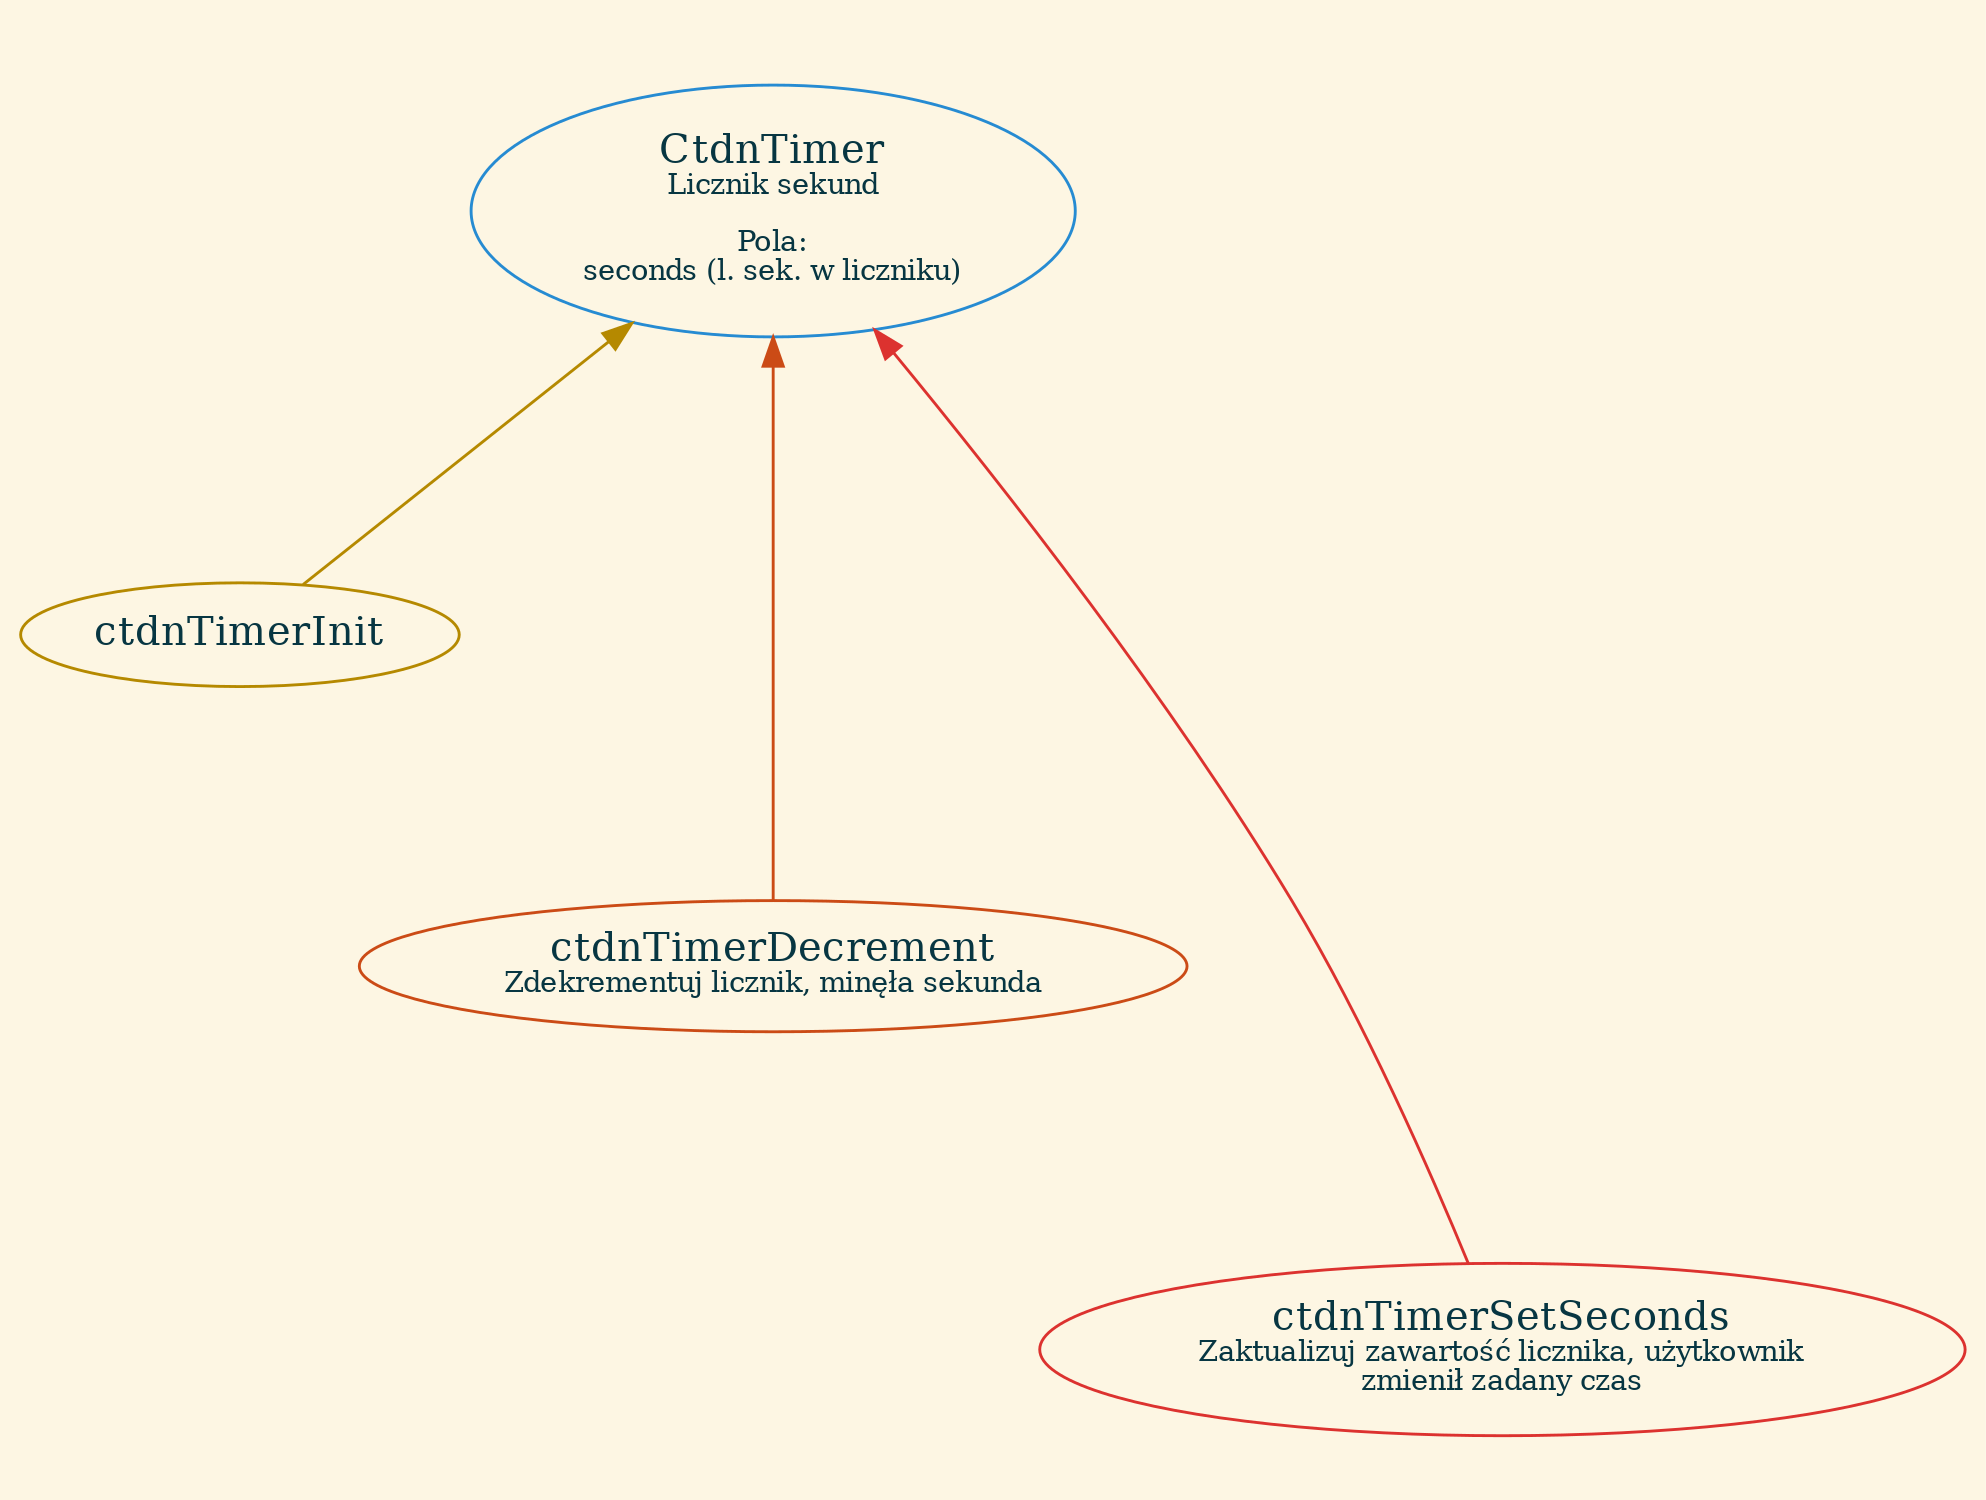 CtdnTimer
Licznik sekund
Pola:
seconds (l. sek. w liczniku)
ctdnTimerInit
ctdnTimerDecrement
Zdekrementuj licznik, minęła sekunda
ctdnTimerSetSeconds
Zaktualizuj zawartość licznika, użytkownik
zmienił zadany czas